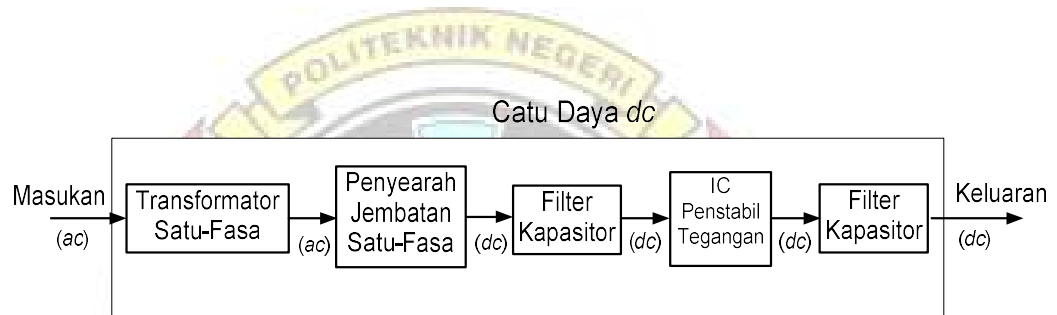 POLITEKNIK NEGERI
Catu Daya dc
Masukan
(ac)
Transformator
Satu-Fasa
(ac)
Penyearah
Jembatan
Satu-Fasa
(dc)
Filter
Kapasitor
(dc)
IC
Penstabil
Tegangan
(dc)
Filter
Kapasitor
Keluaran
(dc)